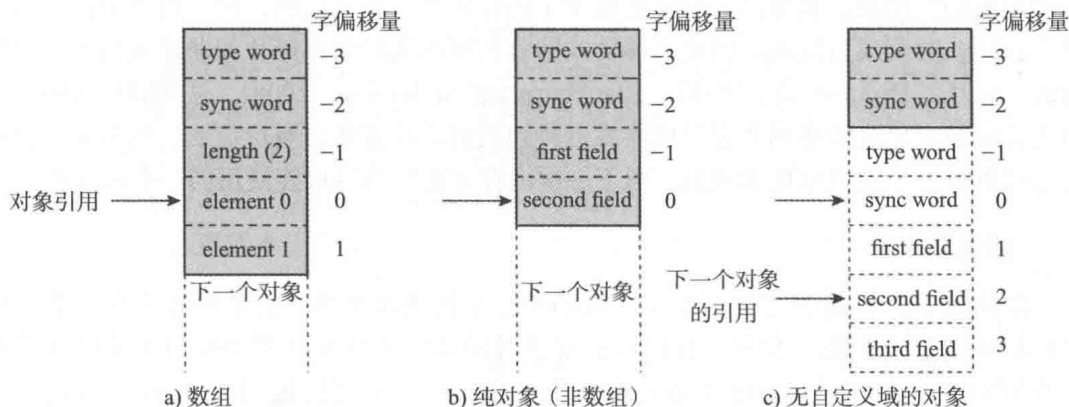 字偏移量 字偏移量 字偏移量
type word -3 type word -3 type word -3
sync word -2 sync word -2 sync word -2
length (2) -1 first field -1 type word -1
对象引用 element 0 0 second field 0 sync word 0
element 1 1 first field 1
下一个对象 下一个对象 下一个对象
的引用 second field 2
third field 3
a) 数组 b) 纯对象（非数组） c) 无自定义域的对象